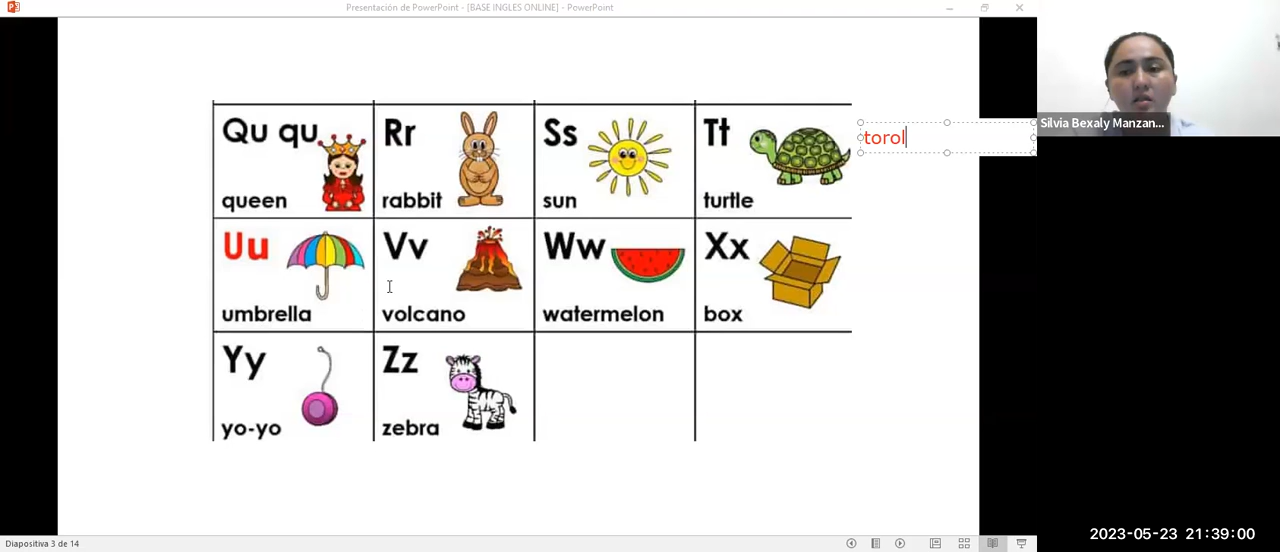 Presentación de PowerPoint - [BASE INGLES ONLINE] - PowerPoint
Qu qu
queen
Rr
rabbit
Ss
sun
Tt
turtle
torol
Silvia Bexaly Manzan...
Uu
umbrella
Vv
volcano
Ww
watermelon
Xx
box
Yy
yo-yo
Zz
zebra
2023-05-23 21:39:00
Diapositiva 3 de 14